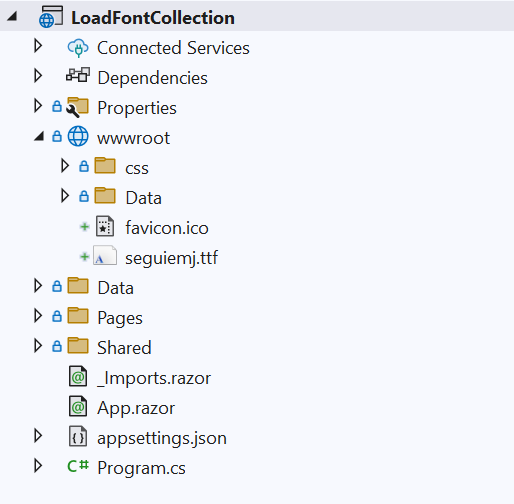 LoadFontCollection
Connected Services
Dependencies
Properties
wwwroot
css
Data
favicon.ico
seguiemj.ttf
Data
Pages
Shared
_Imports.razor
App.razor
appsettings.json
C# Program.cs